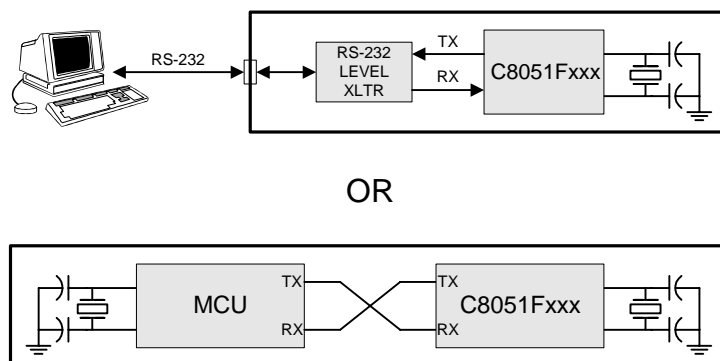 RS-232
RS-232
LEVEL
XLTR
TX
RX
C8051Fxxx
OR
MCU
TX
RX
TX
RX
C8051Fxxx